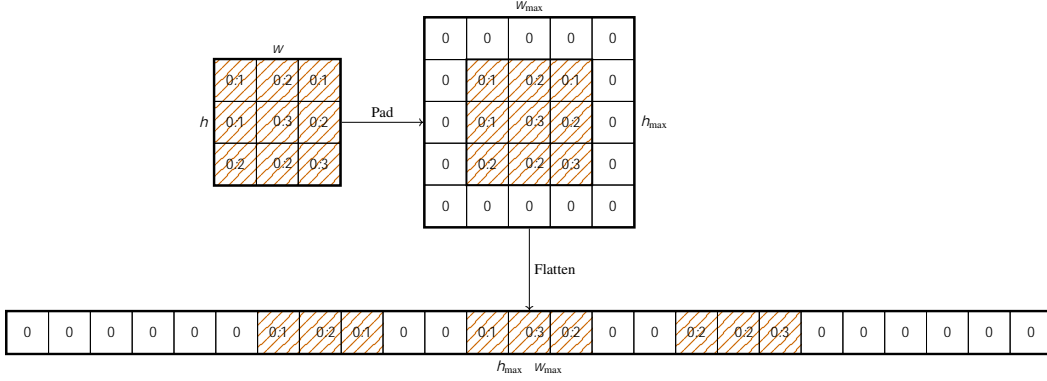 w_max
0 0 0 0 0
w
0:1 0:2 0:1
0 0:1 0:2 0:1 0
Pad
h
0:1 0:3 0:2
0 0:1 0:3 0:2 0
h_max
0:2 0:2 0:3
0 0:2 0:2 0:3 0
0 0 0 0 0
Flatten
0 0 0 0 0 0 0:1 0:2 0:1 0 0 0:1 0:3 0:2 0 0 0:2 0:2 0:3 0 0 0 0 0 0
h_max w_max